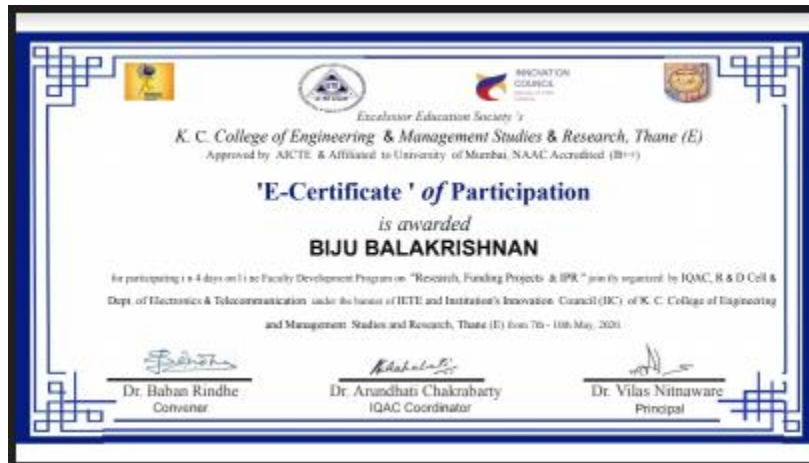 INNOVATION
COUNCIL
Excelssior Education Society's
K. C. College of Engineering & Management Studies & Research, Thane (E)
Approved by AICTE & Affiliated to University of Mumbai, NAAC Accredited (B++)
'E-Certificate ' of Participation
is awarded
BIJU BALAKRISHNAN
for participating in 4 days online Faculty Development Program on "Research, Funding Projects & IPR" jointly organized by IQAC, R & D Cell &
Dept. of Electronics & Telecommunication under the banner of IETE and Institution's Innovation Council (IIC) of K. C. College of Engineering
and Management Studies and Research, Thane (E) from 7th - 10th May, 2020.
Dr. Baban Rindhe
Dr. Arundhati Chakrabarty
Dr. Vilas Nitnaware
Convener
IQAC Coordinator
Principal